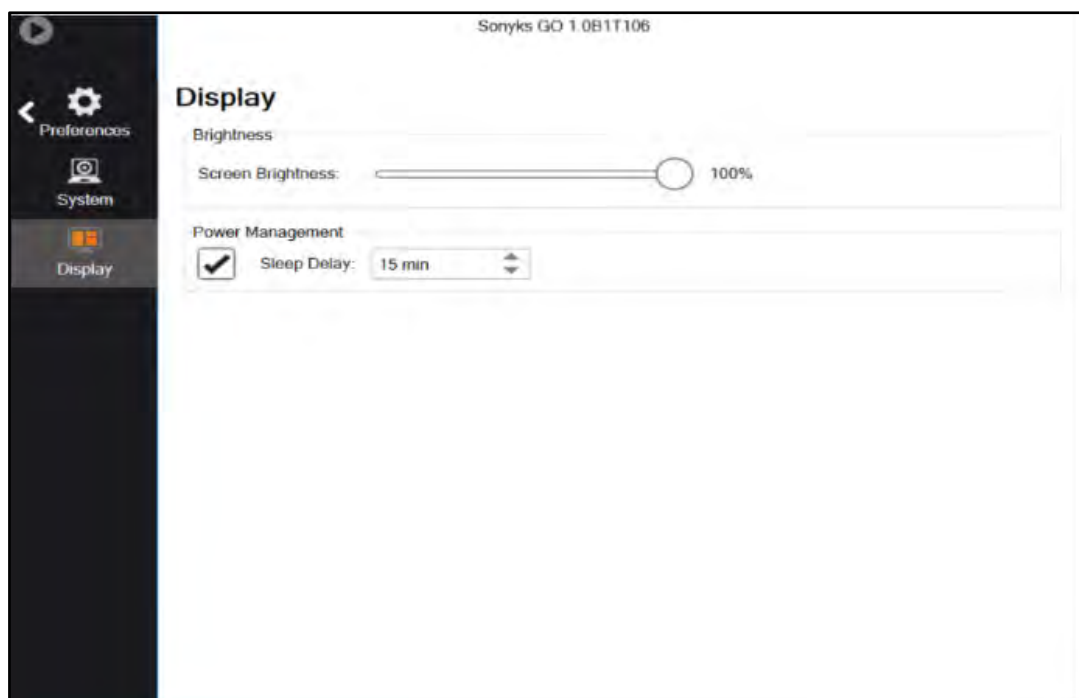 Sonyks GO 1.0B1T106
Preferences
System
Display
Display
Brightness
Screen Brightness:
100%
Power Management
Sleep Delay:
15 min